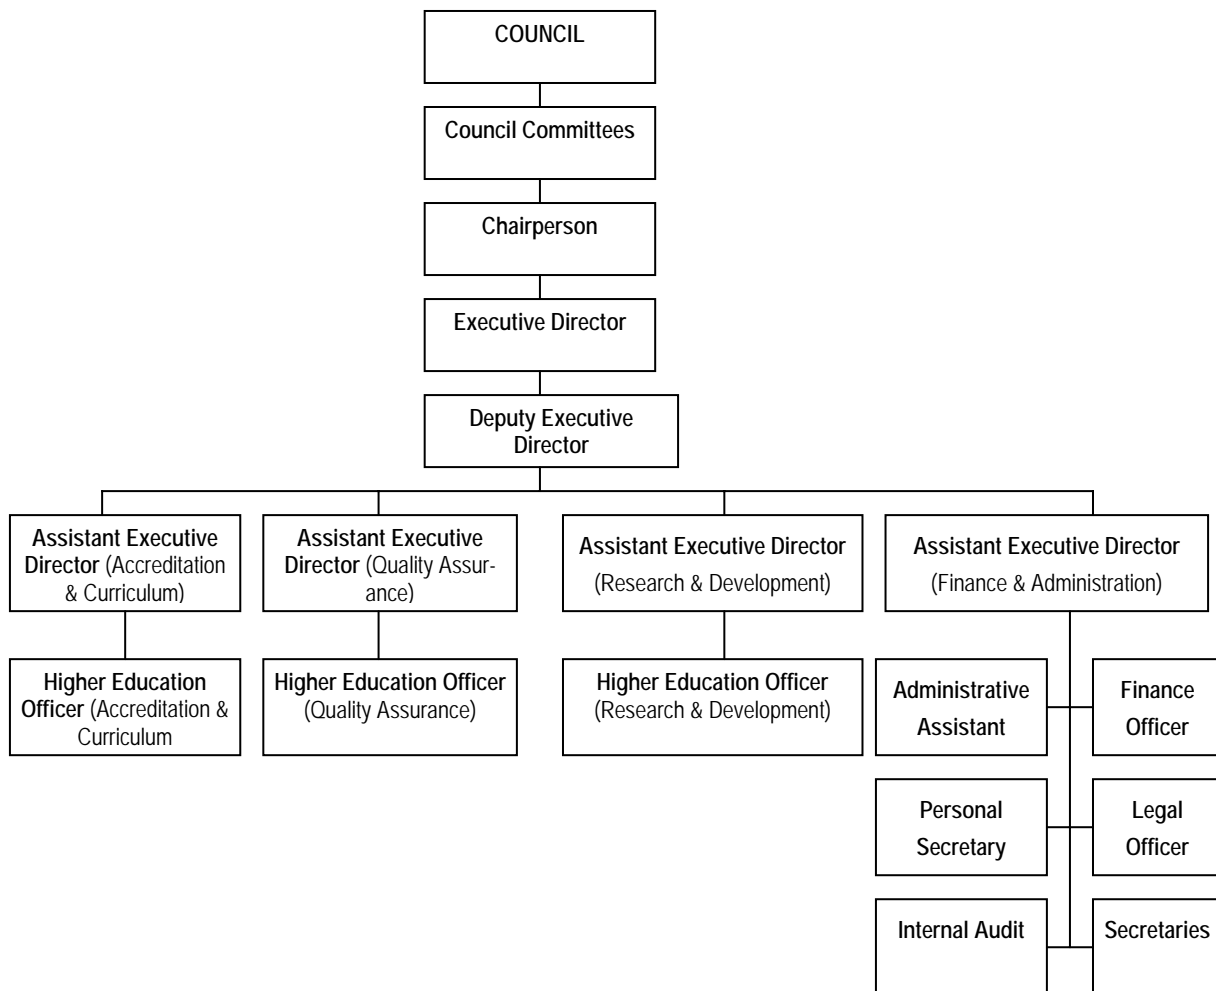 COUNCIL
Council Committees
Chairperson
Executive Director
Deputy Executive
Director
Assistant Executive
Director (Accreditation
& Curriculum)
Assistant Executive
Director (Quality Assur-
ance)
Assistant Executive Director
(Research & Development)
Assistant Executive Director
(Finance & Administration)
Higher Education
Officer (Accreditation &
Curriculum
Higher Education Officer
(Quality Assurance)
Higher Education Officer
(Research & Development)
Administrative
Assistant
Finance
Officer
Personal
Secretary
Legal
Officer
Internal Audit
Secretaries